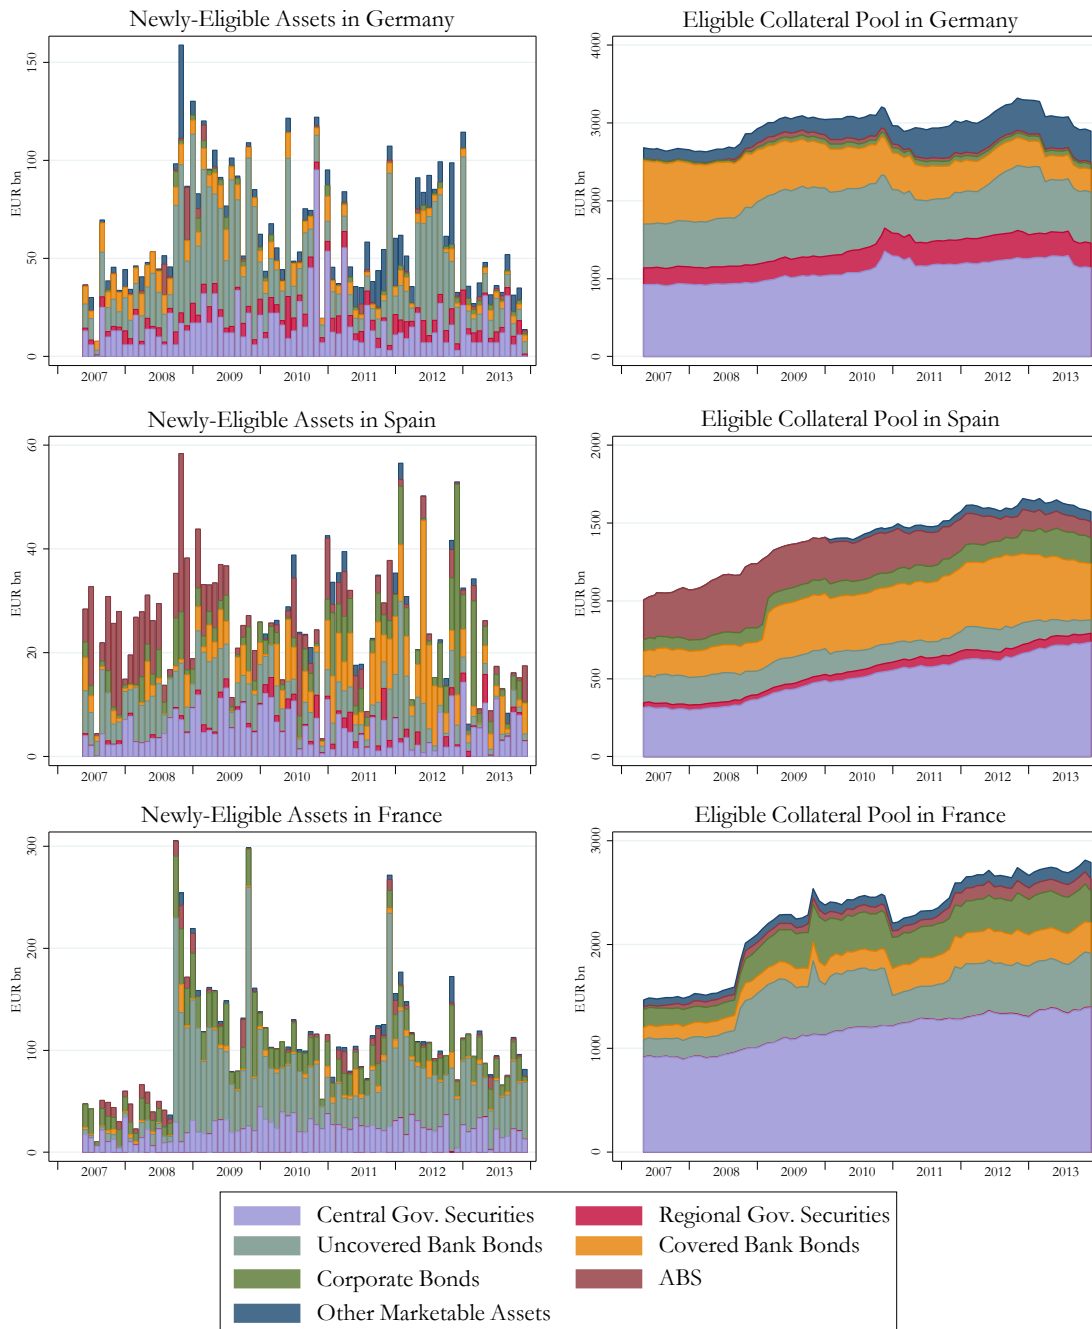 Newly-Eligible Assets in Germany
EUR bn
0 50 100 150
2007 2008 2009 2010 2011 2012 2013
Eligible Collateral Pool in Germany
EUR bn
0 1000 2000 3000 4000
2007 2008 2009 2010 2011 2012 2013
Newly-Eligible Assets in Spain
EUR bn
0 20 40 60
2007 2008 2009 2010 2011 2012 2013
Eligible Collateral Pool in Spain
EUR bn
0 500 1000 1500 2000
2007 2008 2009 2010 2011 2012 2013
Newly-Eligible Assets in France
EUR bn
0 100 200 300
2007 2008 2009 2010 2011 2012 2013
Eligible Collateral Pool in France
EUR bn
0 1000 2000 3000
2007 2008 2009 2010 2011 2012 2013
Central Gov. Securities
Regional Gov. Securities
Uncovered Bank Bonds
Covered Bank Bonds
Corporate Bonds
ABS
Other Marketable Assets